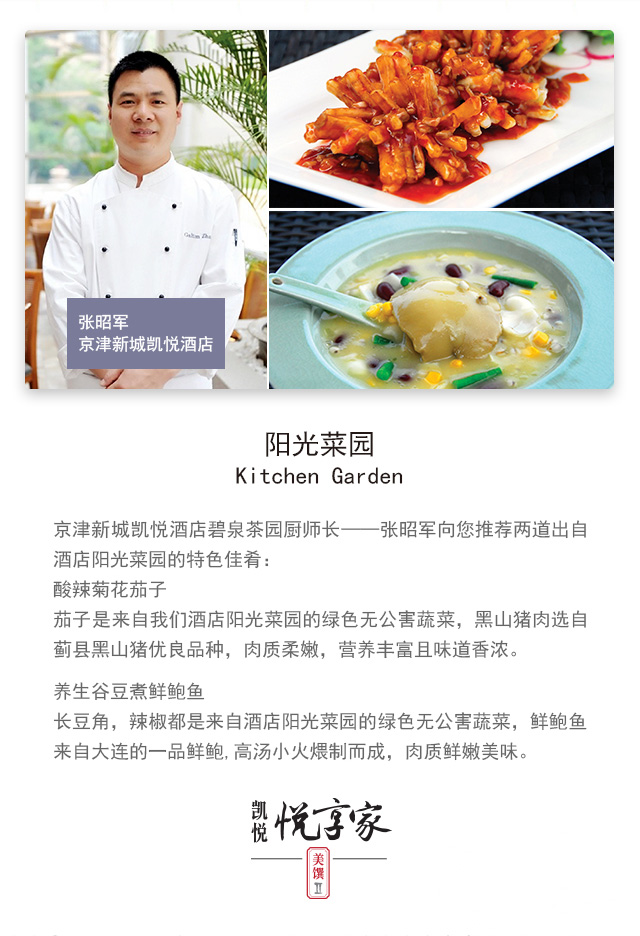 张昭军
京津新城凯悦酒店
阳光菜园
Kitchen Garden
京津新城凯悦酒店碧泉茶园厨师长——张昭军向您推荐两道出自
酒店阳光菜园的特色佳肴：
酸辣菊花茄子
茄子是来自我们酒店阳光菜园的绿色无公害蔬菜，黑山猪肉选自
蓟县黑山猪优良品种，肉质柔嫩，营养丰富且味道香浓。
养生谷豆煮鲜鲍鱼
长豆角，辣椒都是来自酒店阳光菜园的绿色无公害蔬菜，鲜鲍鱼
来自大连的一品鲜鲍,高汤小火煨制而成，肉质鲜嫩美味。
凯悦
悦享家
美馔